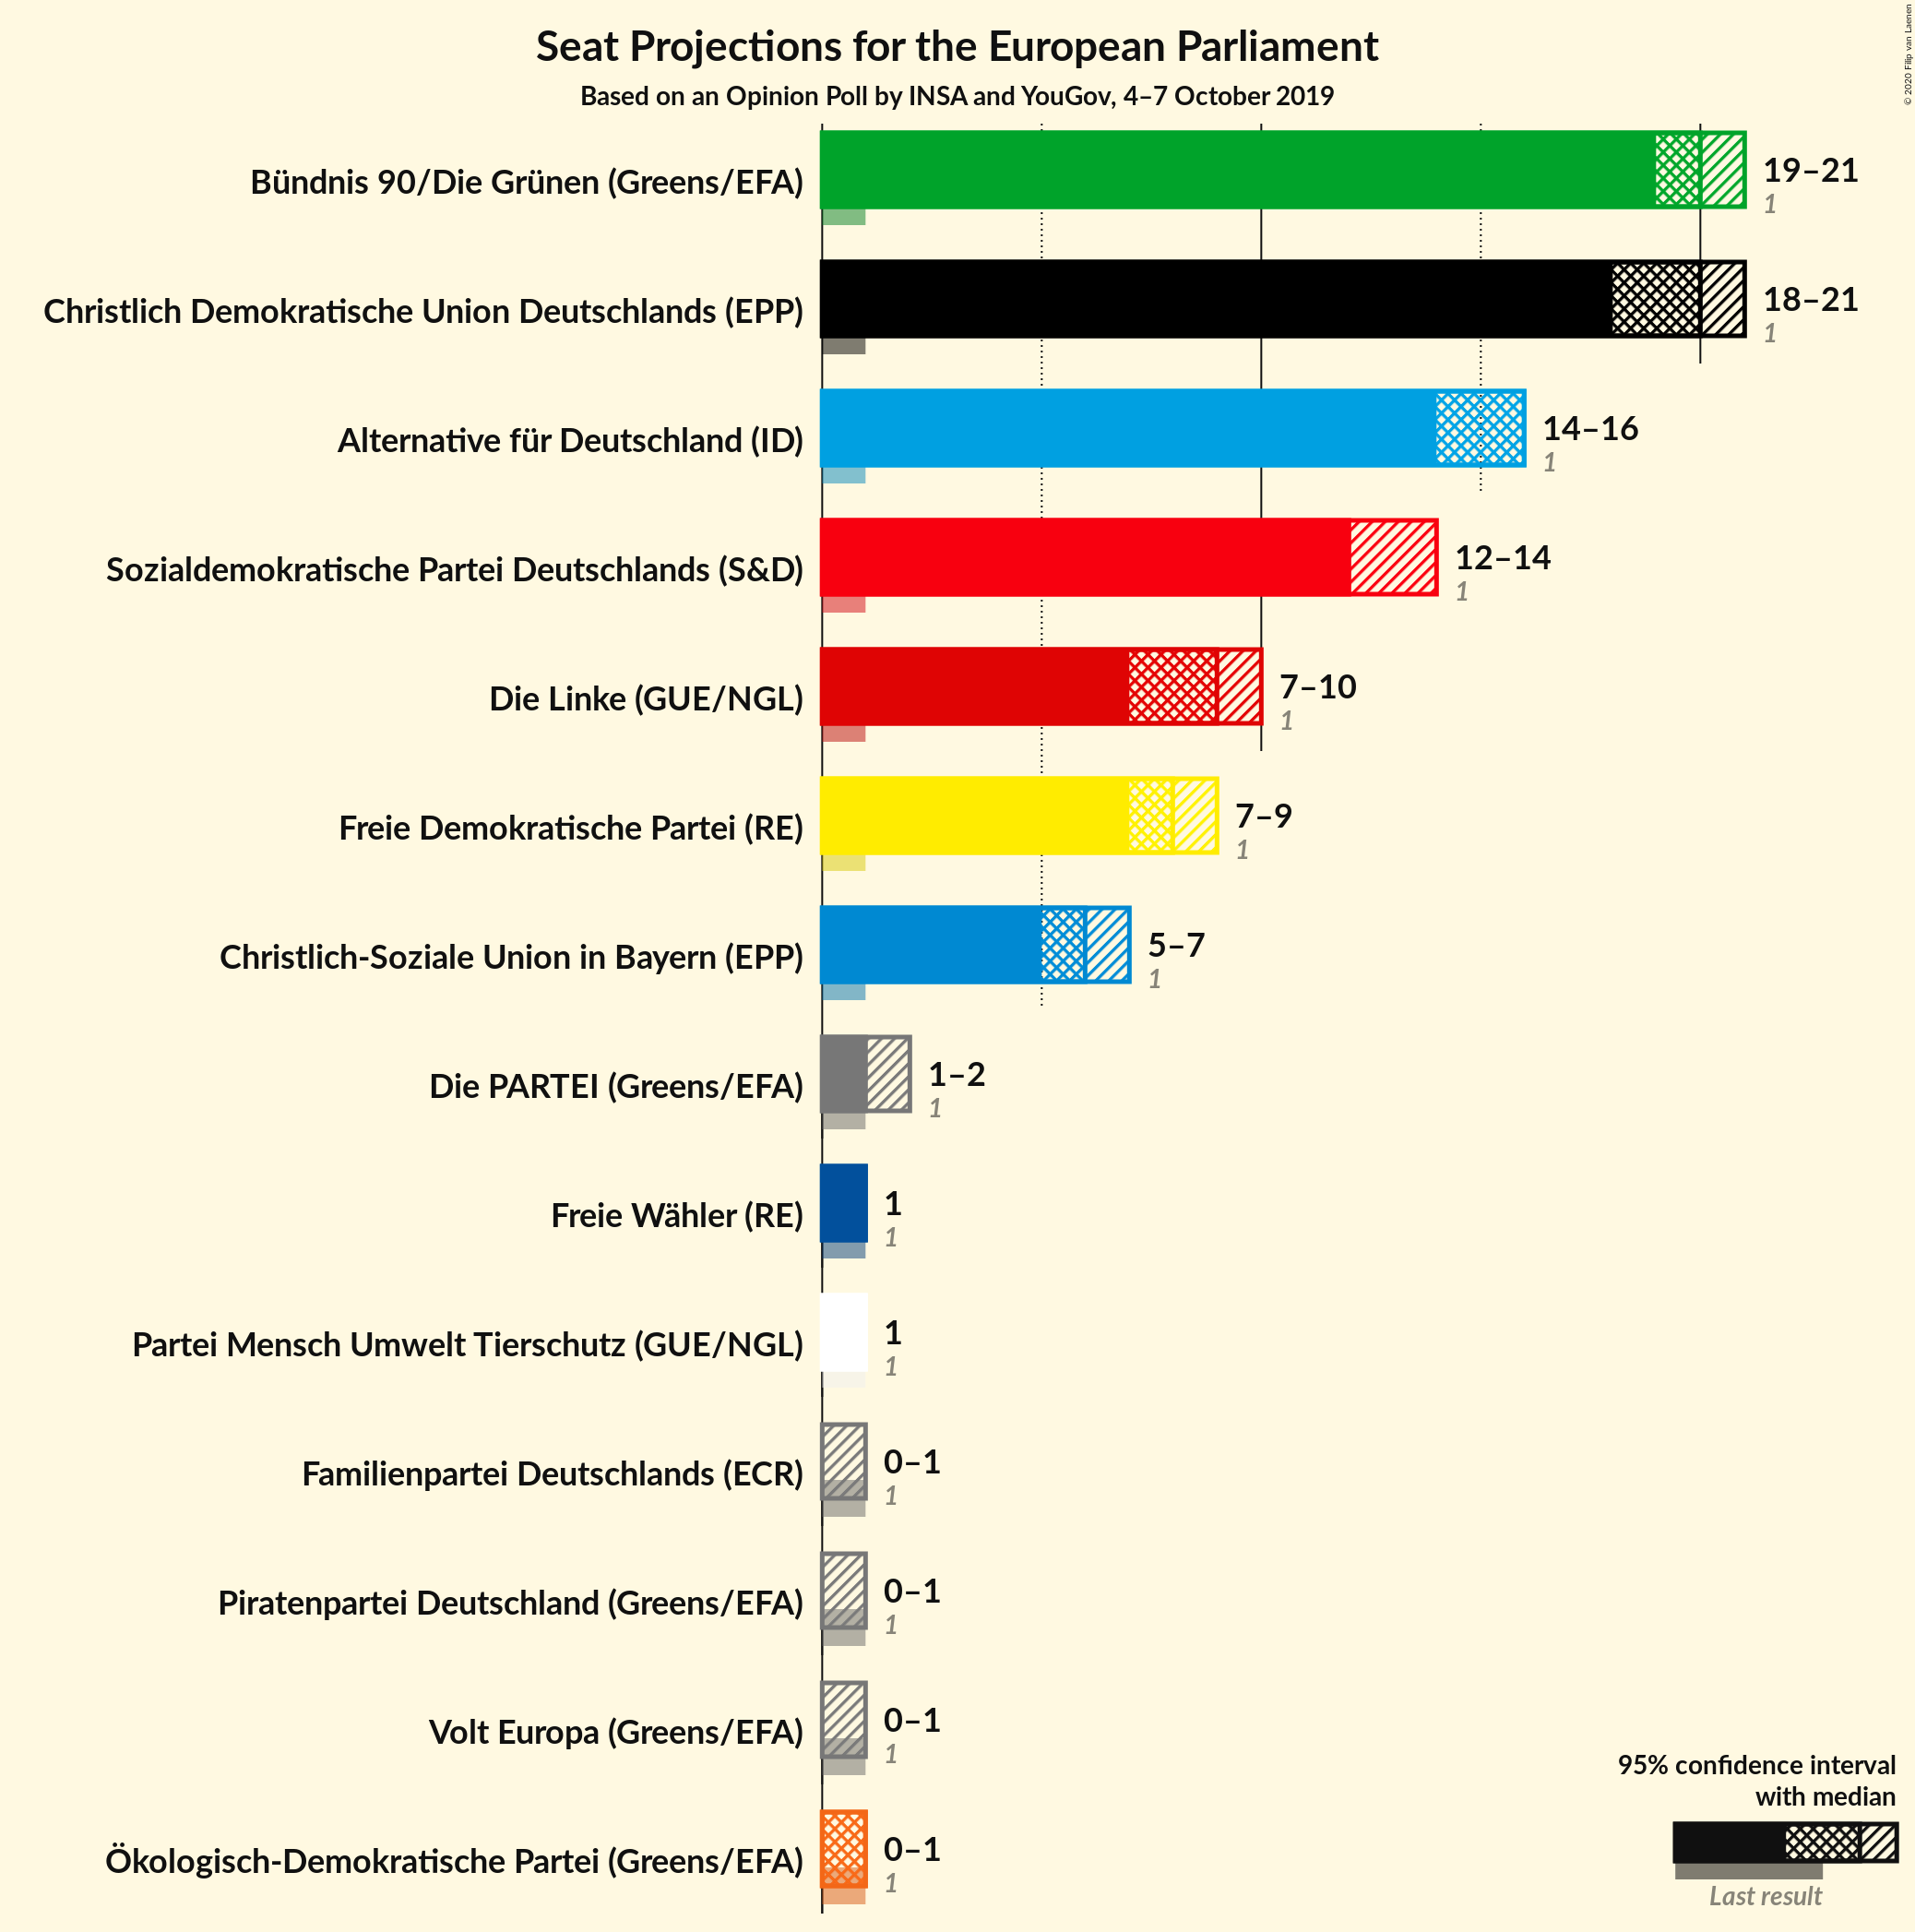 Seat Projections for the European Parliament
Based on an Opinion Poll by INSA and YouGov, 4–7 October 2019
© 2020 Filip van Laenen
Bündnis 90/Die Grünen (Greens/EFA)
19–21
1
Christlich Demokratische Union Deutschlands (EPP)
18–21
1
Alternative für Deutschland (ID)
14–16
1
Sozialdemokratische Partei Deutschlands (S&D)
12–14
1
Die Linke (GUE/NGL)
7–10
1
Freie Demokratische Partei (RE)
7–9
1
Christlich-Soziale Union in Bayern (EPP)
5–7
1
Die PARTEI (Greens/EFA)
1–2
1
Freie Wähler (RE)
1
1
Partei Mensch Umwelt Tierschutz (GUE/NGL)
1
1
Familienpartei Deutschlands (ECR)
0–1
1
Piratenpartei Deutschland (Greens/EFA)
0–1
1
Volt Europa (Greens/EFA)
0–1
1
Ökologisch-Demokratische Partei (Greens/EFA)
0–1
1
95% confidence interval
with median
Last result